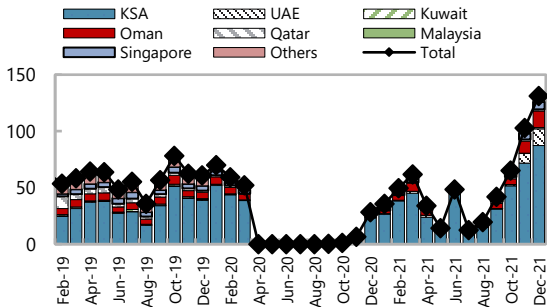 KSA UAE Kuwait
Oman Qatar Malaysia
Singapore Others Total
150
100
50
0
Feb-19 Apr-19 Jun-19 Aug-19 Oct-19 Dec-19 Feb-20 Apr-20 Jun-20 Aug-20 Oct-20 Dec-20 Feb-21 Apr-21 Jun-21 Aug-21 Oct-21 Dec-21